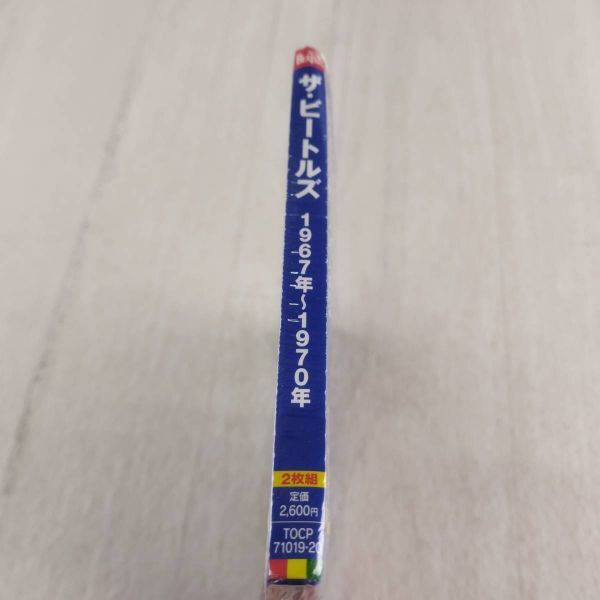 ザ・ビートルズ
1967年～1970年
2枚組
定価
2,600円
TOCP
71019-20